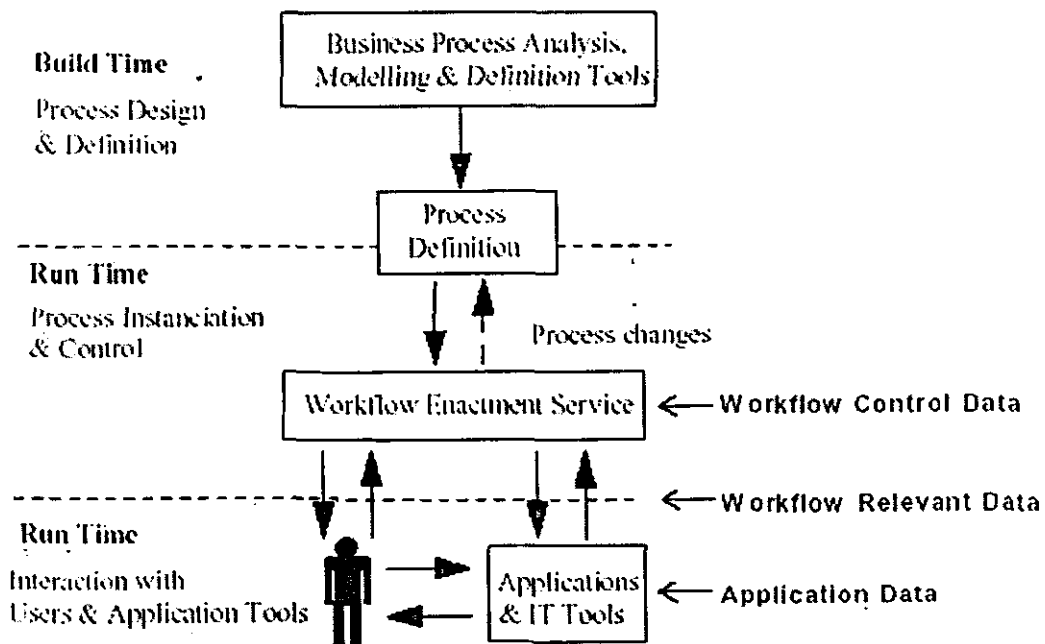 Build Time
Process Design
& Definition
Business Process Analysis,
Modelling & Definition Tools
Process
Definition
Run Time
Process Instanciation
& Control
Process changes
Workflow Enactment Service
Workflow Control Data
Workflow Relevant Data
Run Time
Interaction with
Users & Application Tools
Applications
& IT Tools
Application Data